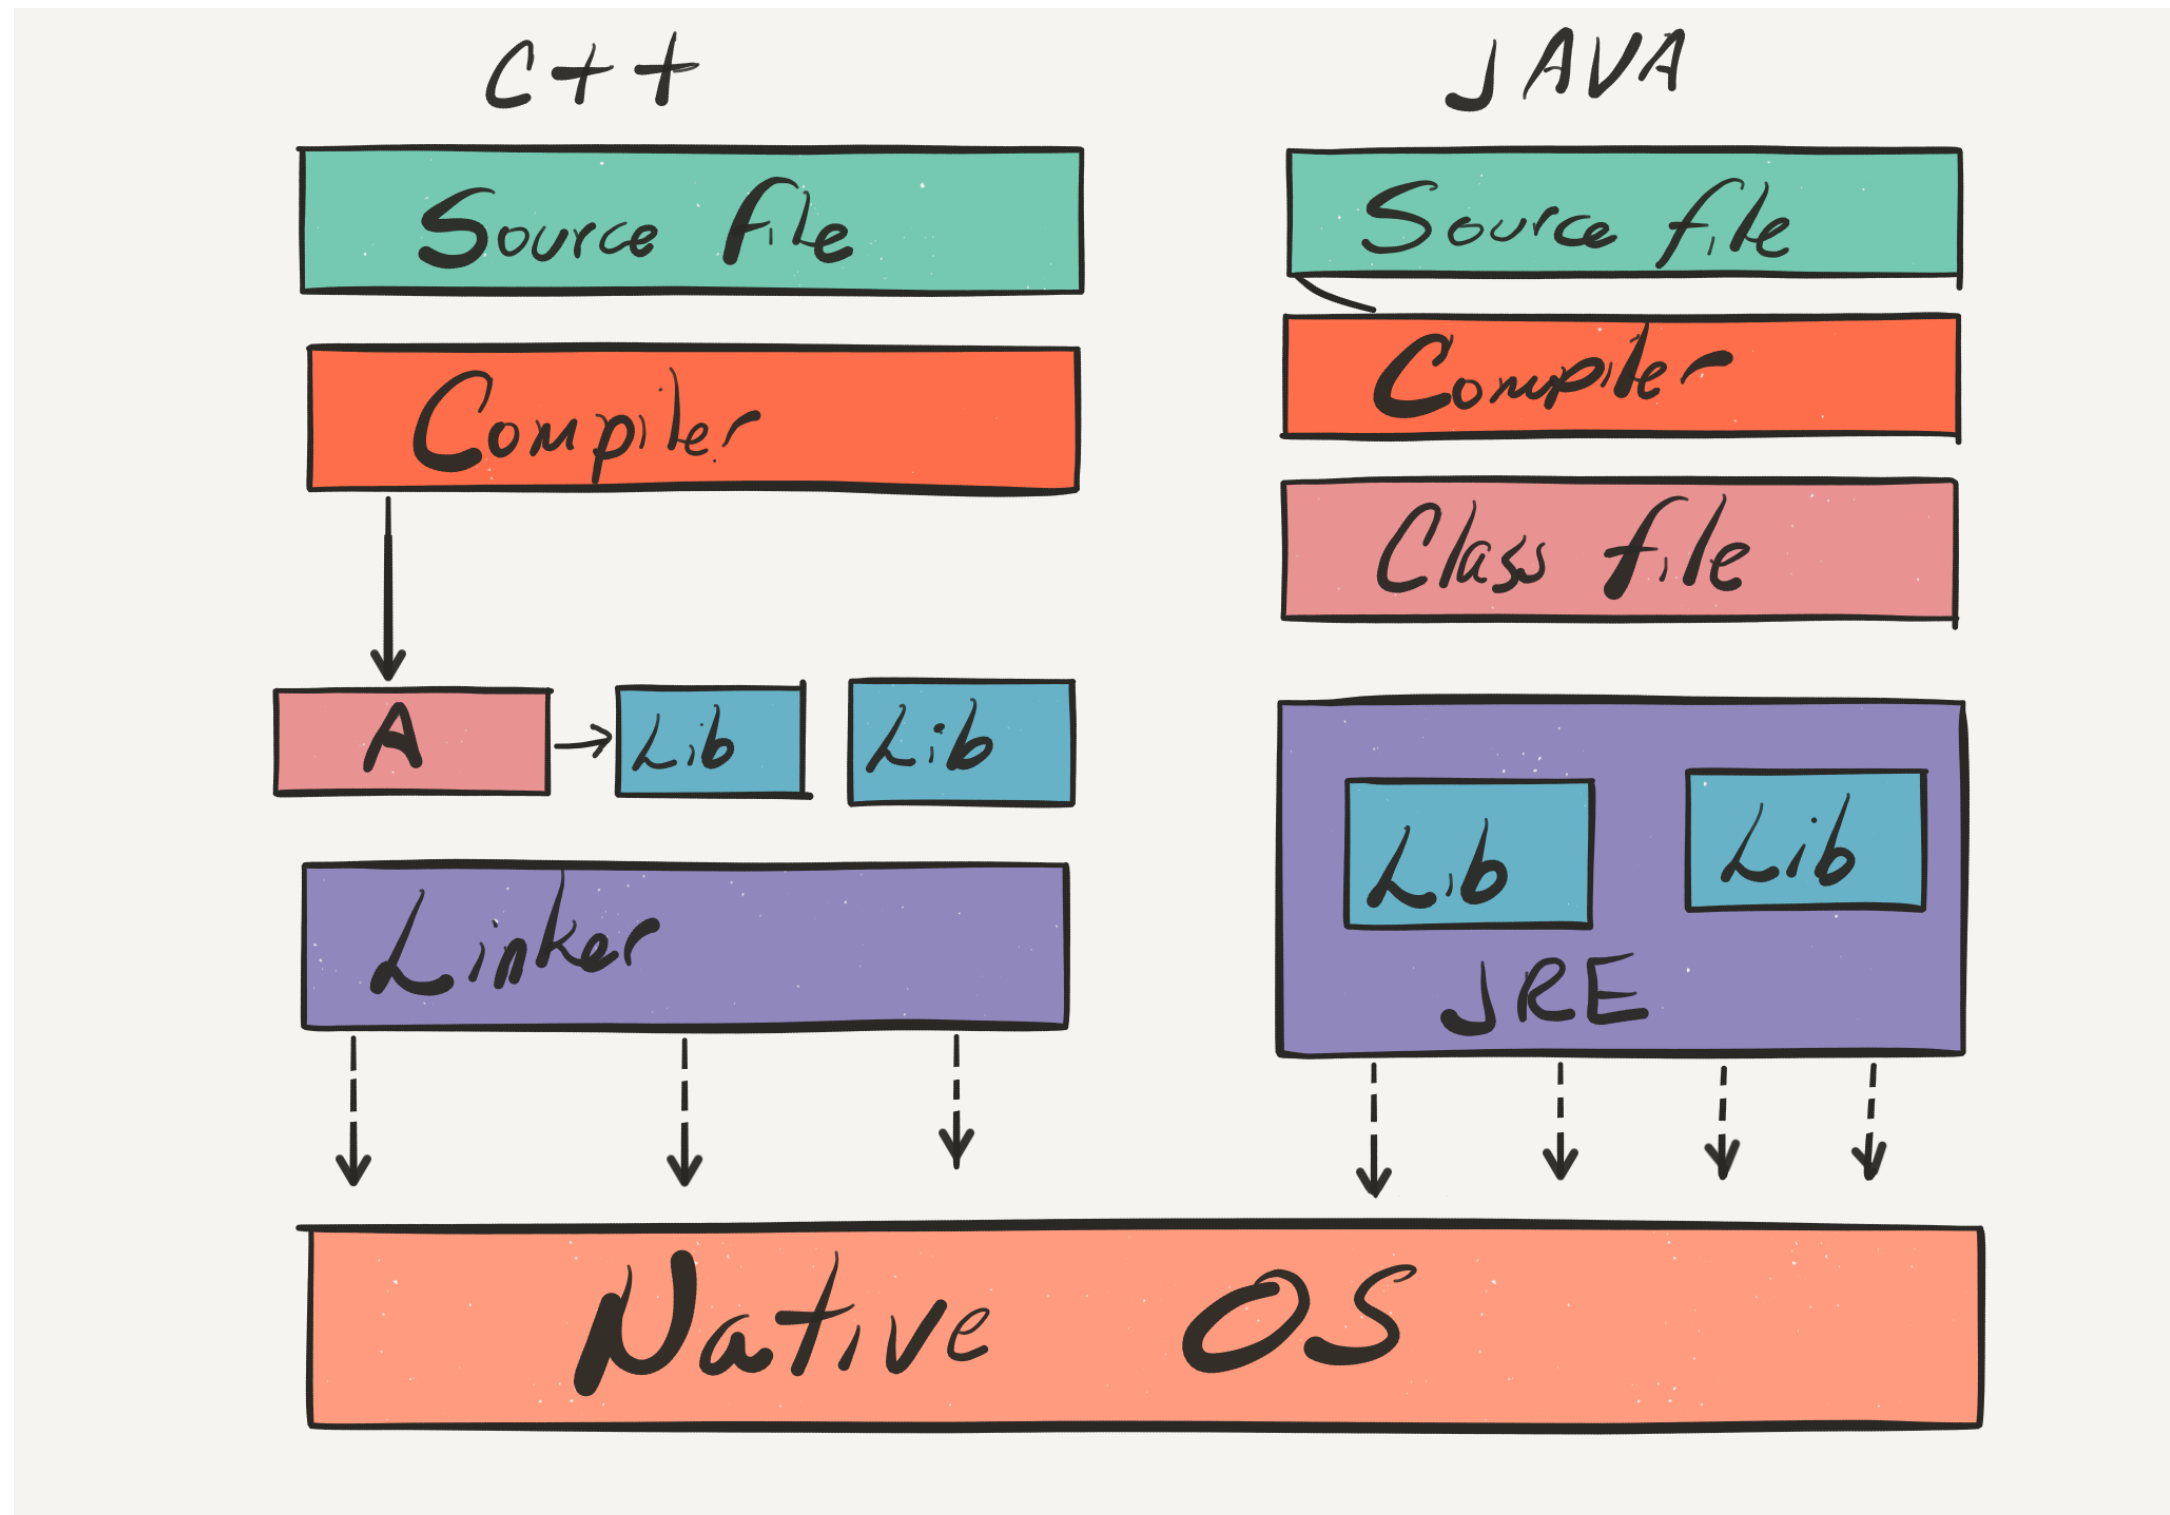 C++
Source file
Compiler
A
Lib
Lib
Linker
JAVA
Source file
Compiler
Class file
Lib
Lib
JRE
Native OS